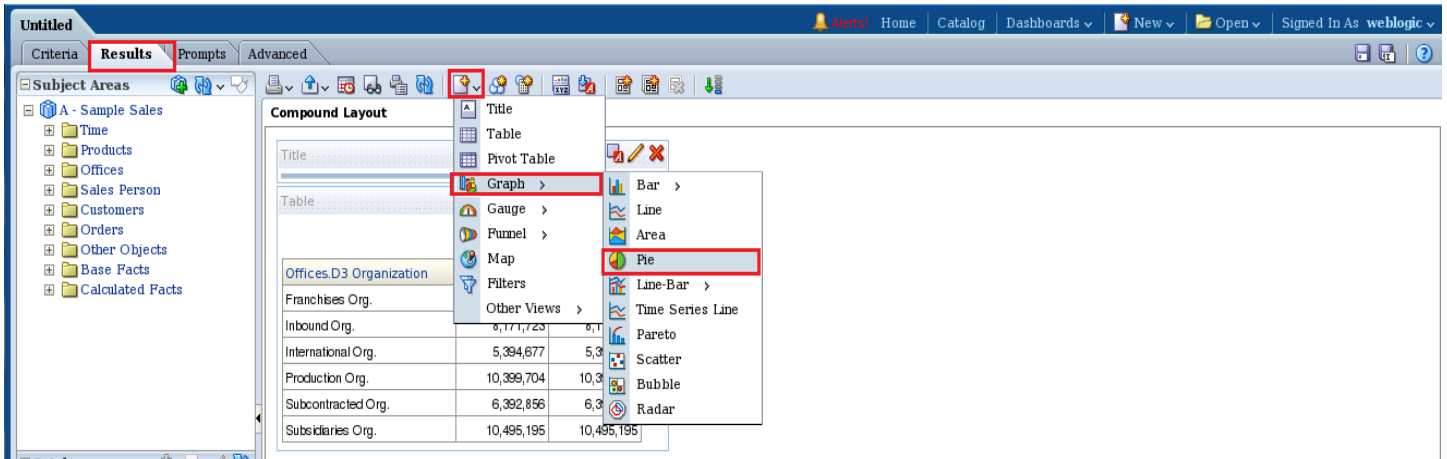 Untitled
Alerts! Home Catalog Dashboards New Open Signed In As weblogic
Criteria Results Prompts Advanced
Subject Areas
A - Sample Sales
Time
Products
Offices
Sales Person
Customers
Orders
Other Objects
Base Facts
Calculated Facts
Compound Layout
Title
Table
Offices.D3 Organization
Franchises Org.
Inbound Org. 8,171,723
International Org. 5,394,677
Production Org. 10,399,704
Subcontracted Org. 6,392,856
Subsidiaries Org. 10,495,195 10,495,195
Title
Table
Pivot Table
Graph >
Gauge >
Funnel >
Map
Filters
Other Views >
Bar >
Line
Area
Pie
Line-Bar >
Time Series Line
Pareto
Scatter
Bubble
Radar